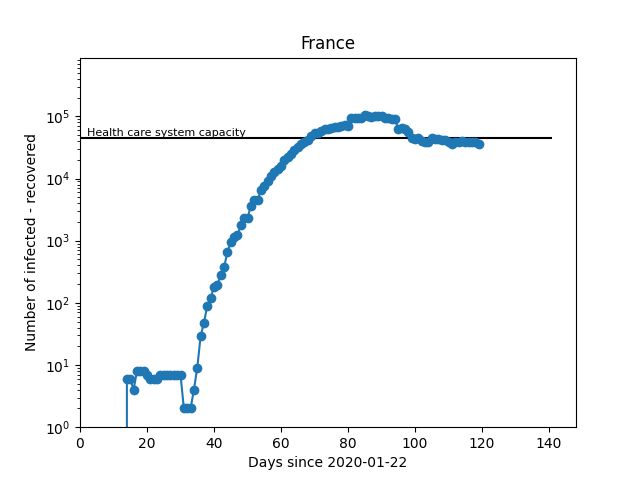 France
Number of infected - recovered
10^5
10^4
10^3
10^2
10^1
10^0
Health care system capacity
0 20 40 60 80 100 120 140
Days since 2020-01-22